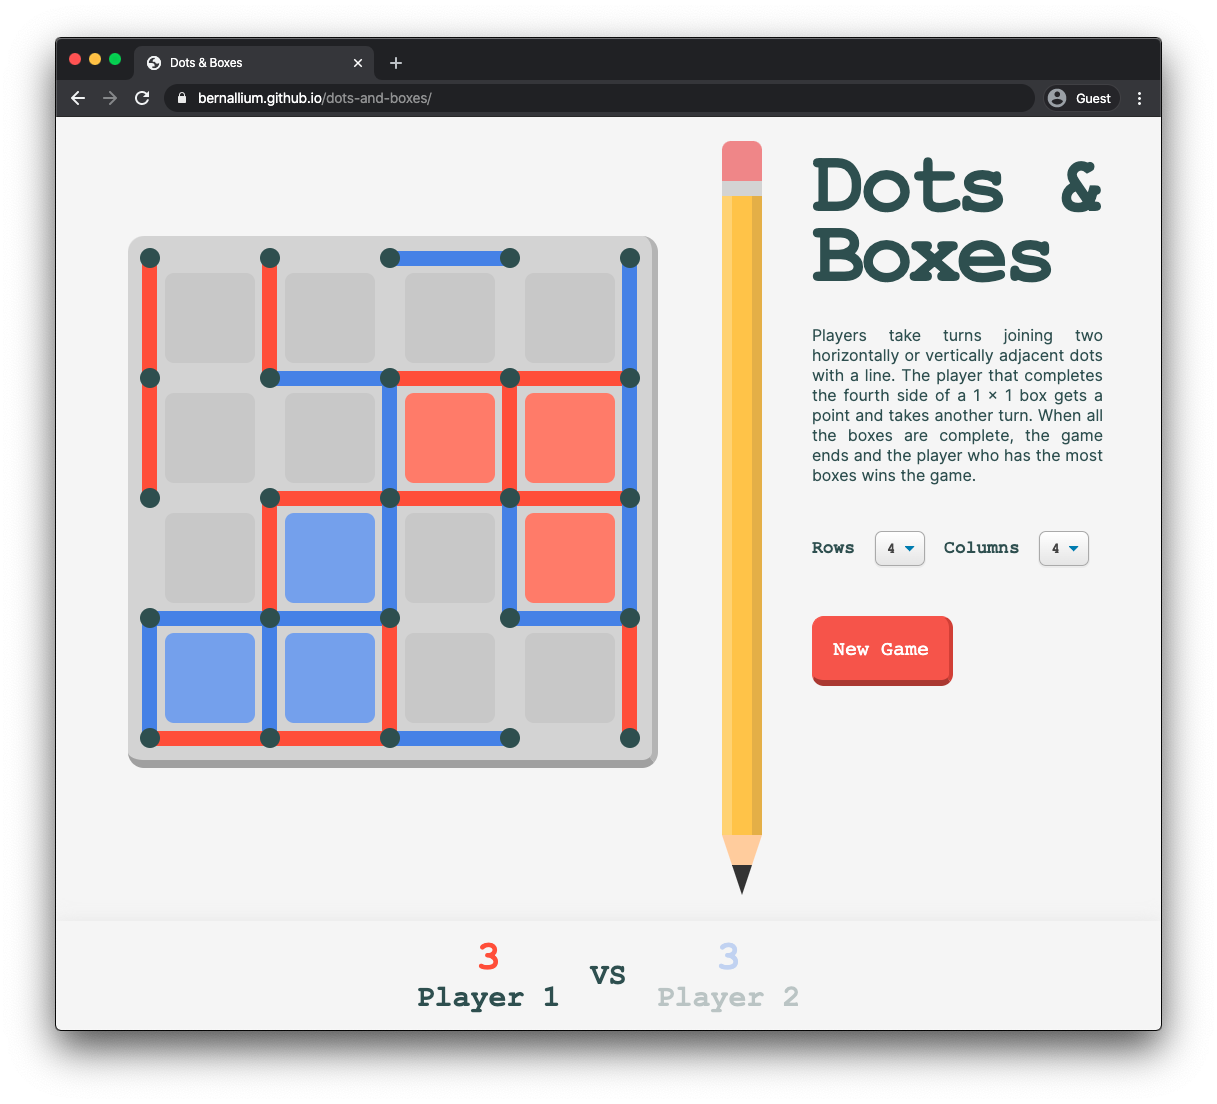 Dots & Boxes
bernallium.github.io/dots-and-boxes/
Guest
Dots &
Boxes
Players take turns joining two
horizontally or vertically adjacent dots
with a line. The player that completes
the fourth side of a 1 × 1 box gets a
point and takes another turn. When all
the boxes are complete, the game
ends and the player who has the most
boxes wins the game.
Rows 4 Columns 4
New Game
3 vs 3
Player 1 Player 2